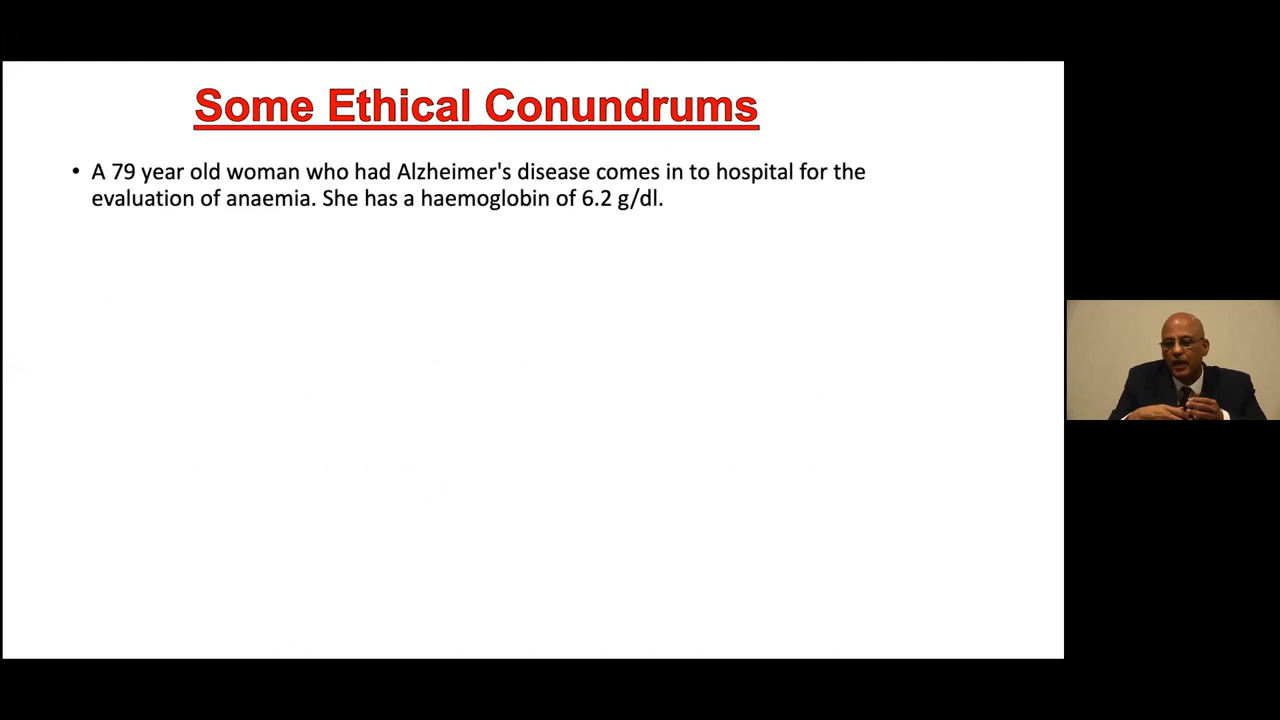 Some Ethical Conundrums
• A 79 year old woman who had Alzheimer's disease comes in to hospital for the
evaluation of anaemia. She has a haemoglobin of 6.2 g/dl.